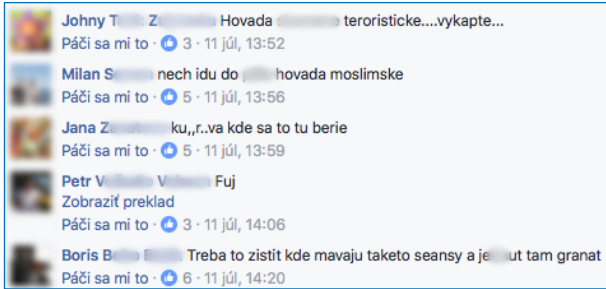 Johny Hovada teroristicke....vykapte...
Páči sa mi to · 3 · 11 júl, 13:52
Milan nech idu do hovada moslimske
Páči sa mi to · 5 · 11 júl, 13:56
Jana ku,,r..va kde sa to tu berie
Páči sa mi to · 5 · 11 júl, 13:59
Petr Fuj
Zobraziť preklad
Páči sa mi to · 3 · 11 júl, 14:06
Boris Treba to zistit kde mavaju taketo seansy a tam granat
Páči sa mi to · 6 · 11 júl, 14:20